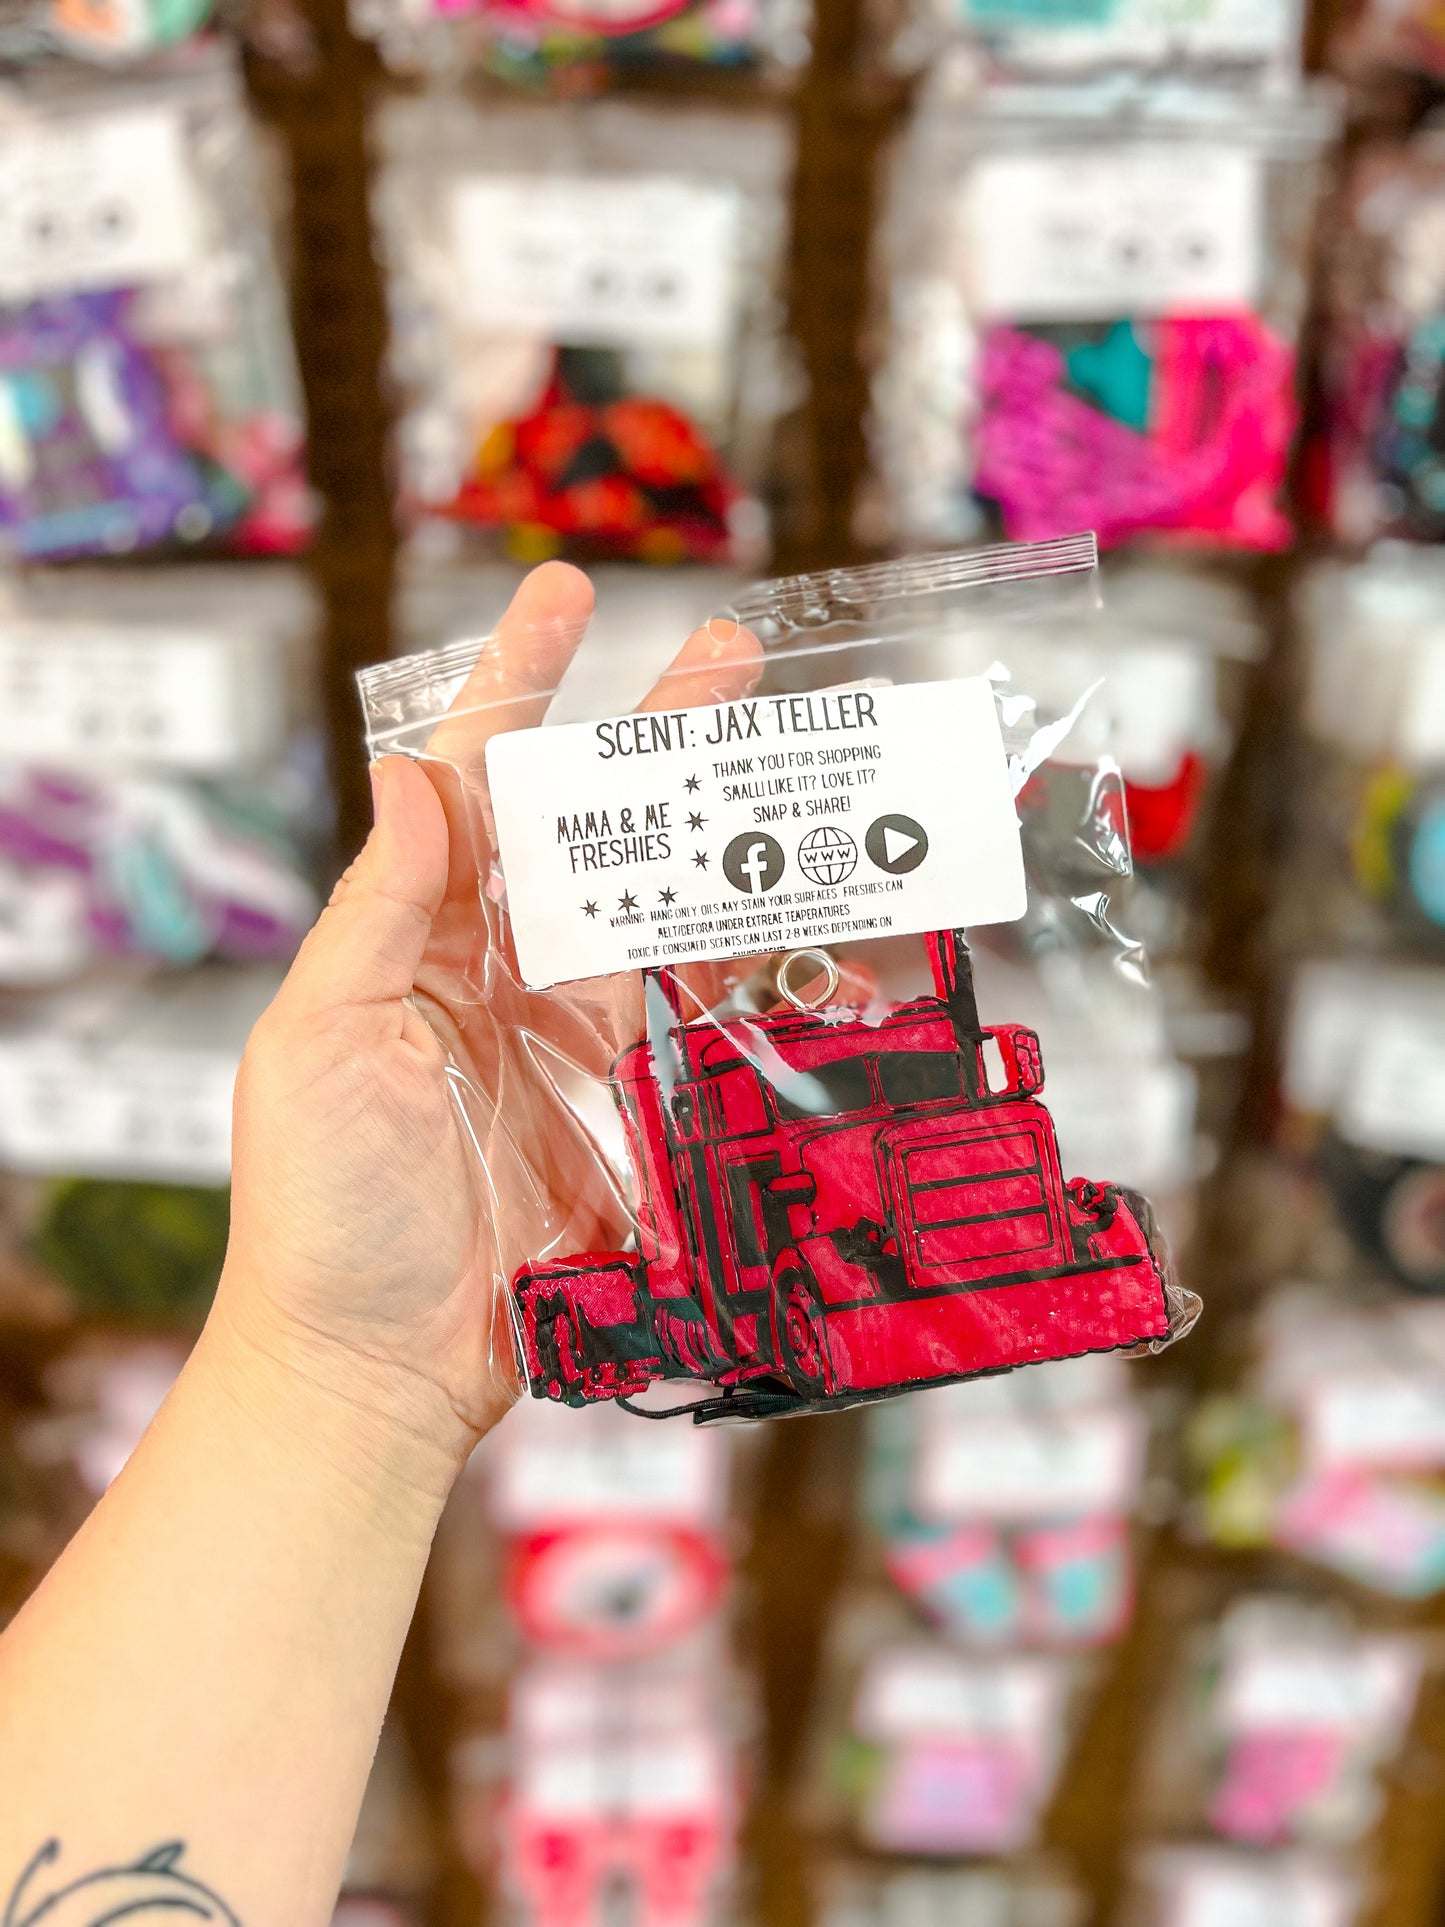 SCENT: JAX TELLER
THANK YOU FOR SHOPPING
SMALL! LIKE IT? LOVE IT?
SNAP & SHARE!
MAMA & ME
FRESHIES
f
WWW
WARNING: HANG ONLY. OILS MAY STAIN YOUR SURFACES FRESHIES CAN
MELT/DEFORM UNDER EXTREME TEMPERATURES
TOXIC IF CONSUMED SCENTS CAN LAST 2-8 WEEKS DEPENDING ON